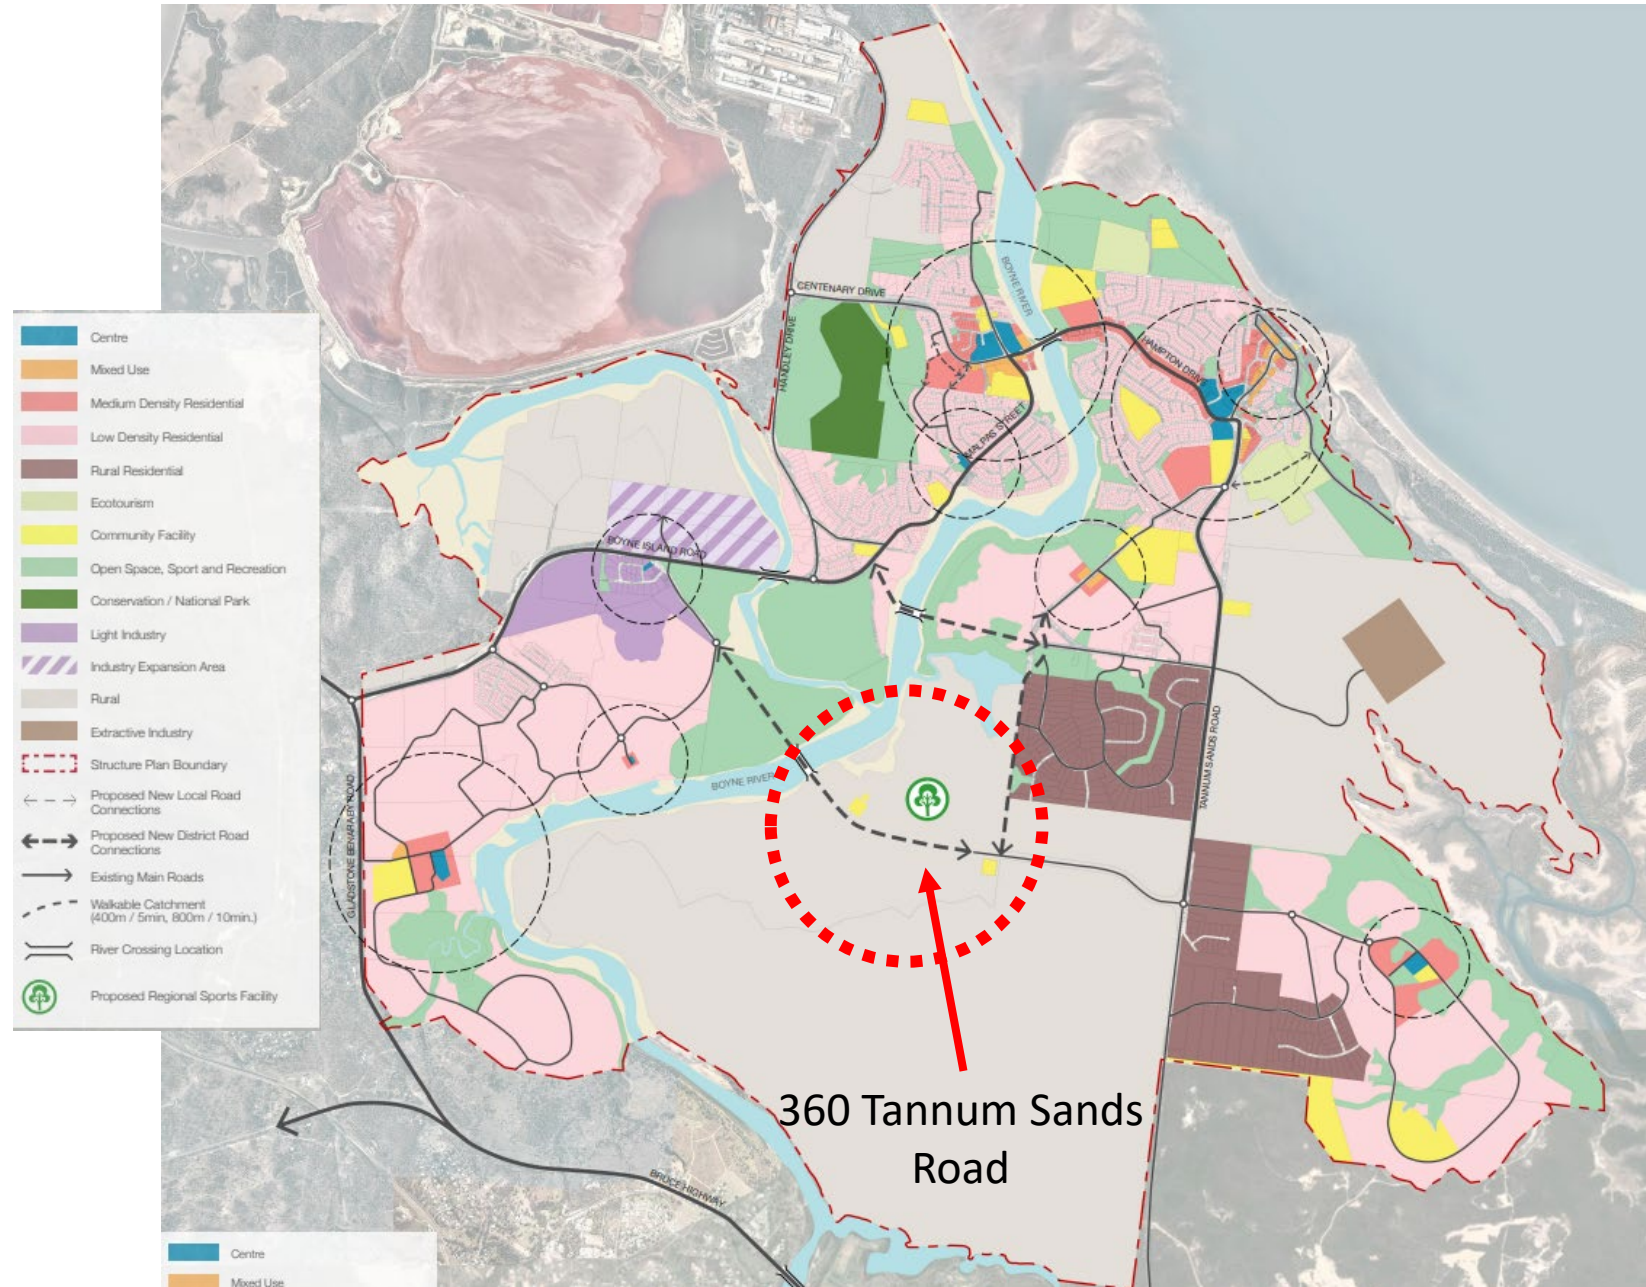 CENTENARY DRIVE
HANDLEY DRIVE
BOYNE RIVER
HAMPTON DRIVE
MALPAS STREET
BOYNE ISLAND ROAD
TANNUM SANDS ROAD
BOYNE RIVER
GLADSTONE BENARABY ROAD
BRUCE HIGHWAY
Centre
Mixed Use
Medium Density Residential
Low Density Residential
Rural Residential
Ecotourism
Community Facility
Open Space, Sport and Recreation
Conservation / National Park
Light Industry
Industry Expansion Area
Rural
Extractive Industry
Structure Plan Boundary
Proposed New Local Road
Connections
Proposed New District Road
Connections
Existing Main Roads
Walkable Catchment
(400m / 5min, 800m / 10min.)
River Crossing Location
Proposed Regional Sports Facility
360 Tannum Sands
Road
Centre
Mixed Use